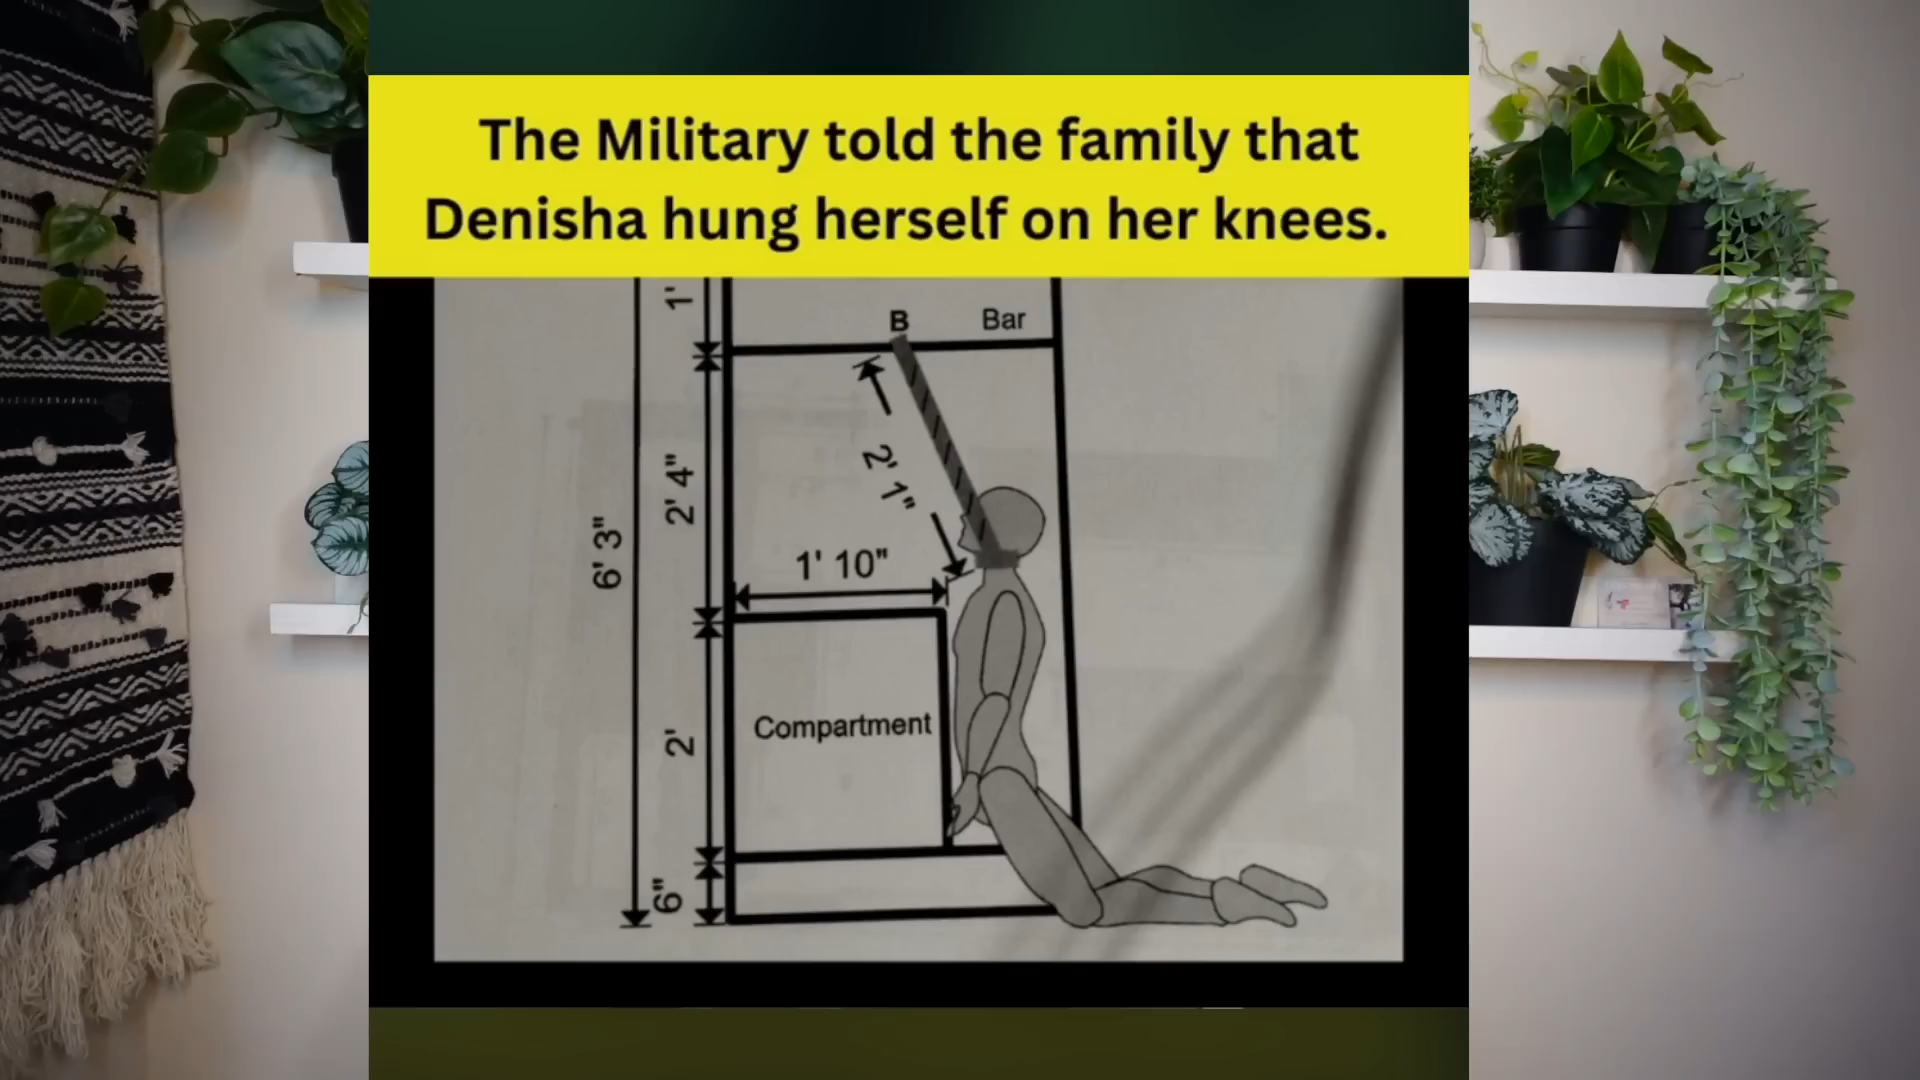 The Military told the family that
Denisha hung herself on her knees.
1'
B
Bar
2' 4"
2' 1"
6' 3"
1' 10"
Compartment
2'
6"